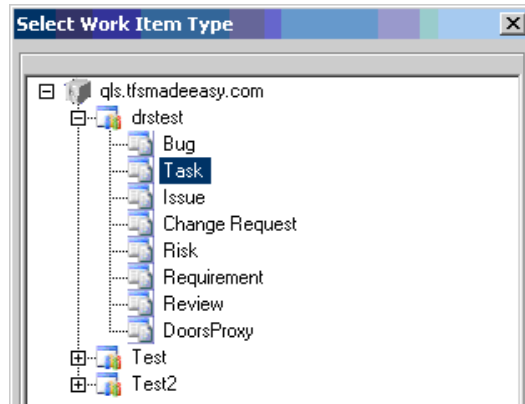 Select Work Item Type
qls.tfsmadeeasy.com
drstest
Bug
Task
Issue
Change Request
Risk
Requirement
Review
DoorsProxy
Test
Test2